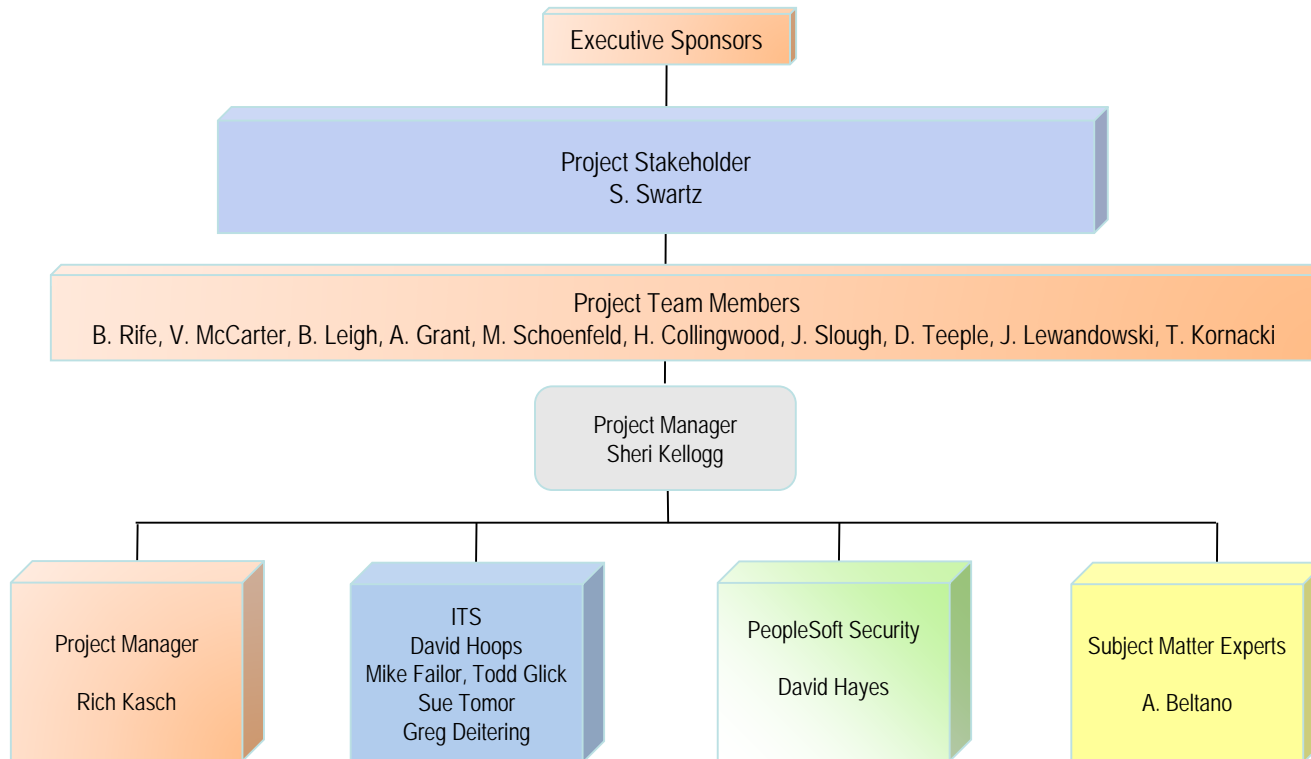 Executive Sponsors
Project Stakeholder
S. Swartz
Project Team Members
B. Rife, V. McCarter, B. Leigh, A. Grant, M. Schoenfeld, H. Collingwood, J. Slough, D. Teeple, J. Lewandowski, T. Kornacki
Project Manager
Sheri Kellogg
Project Manager
Rich Kasch
ITS
David Hoops
Mike Failor, Todd Glick
Sue Tomor
Greg Deitering
PeopleSoft Security
David Hayes
Subject Matter Experts
A. Beltano